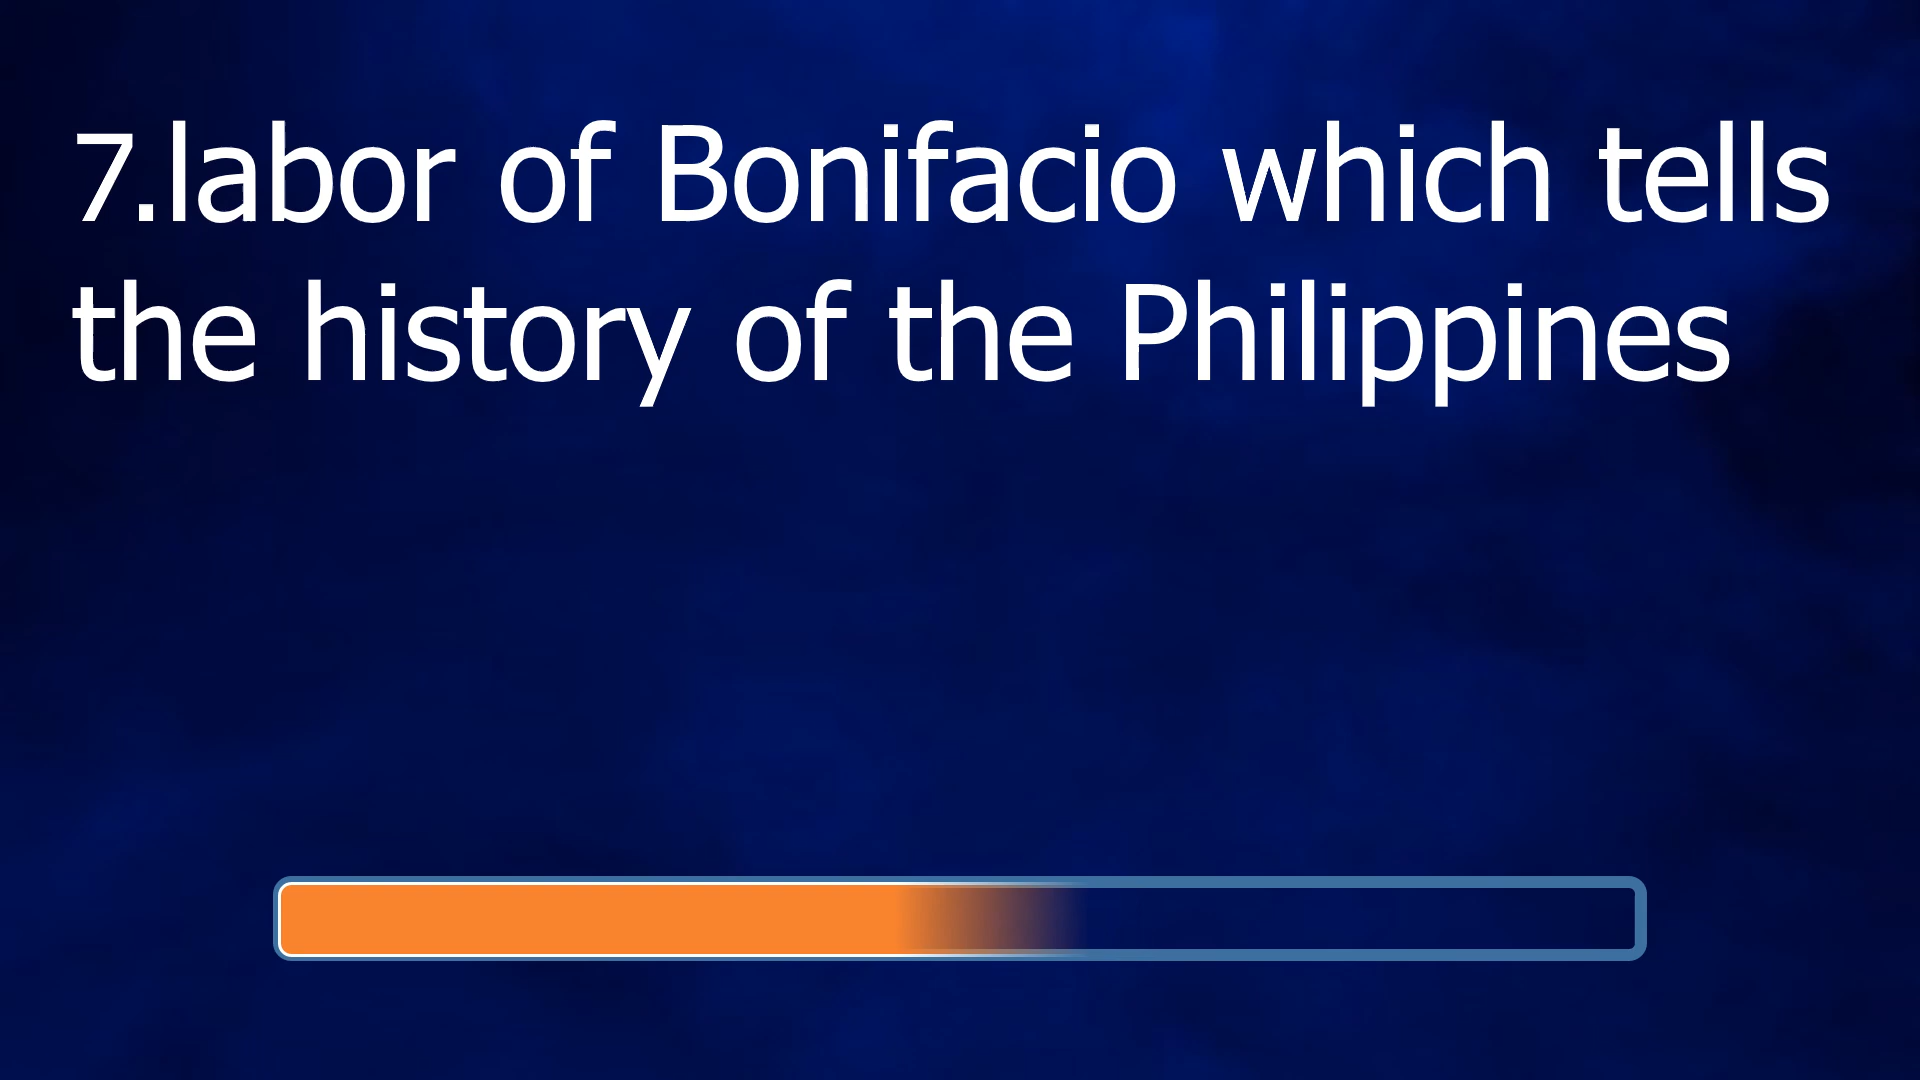 7.labor of Bonifacio which tells
the history of the Philippines